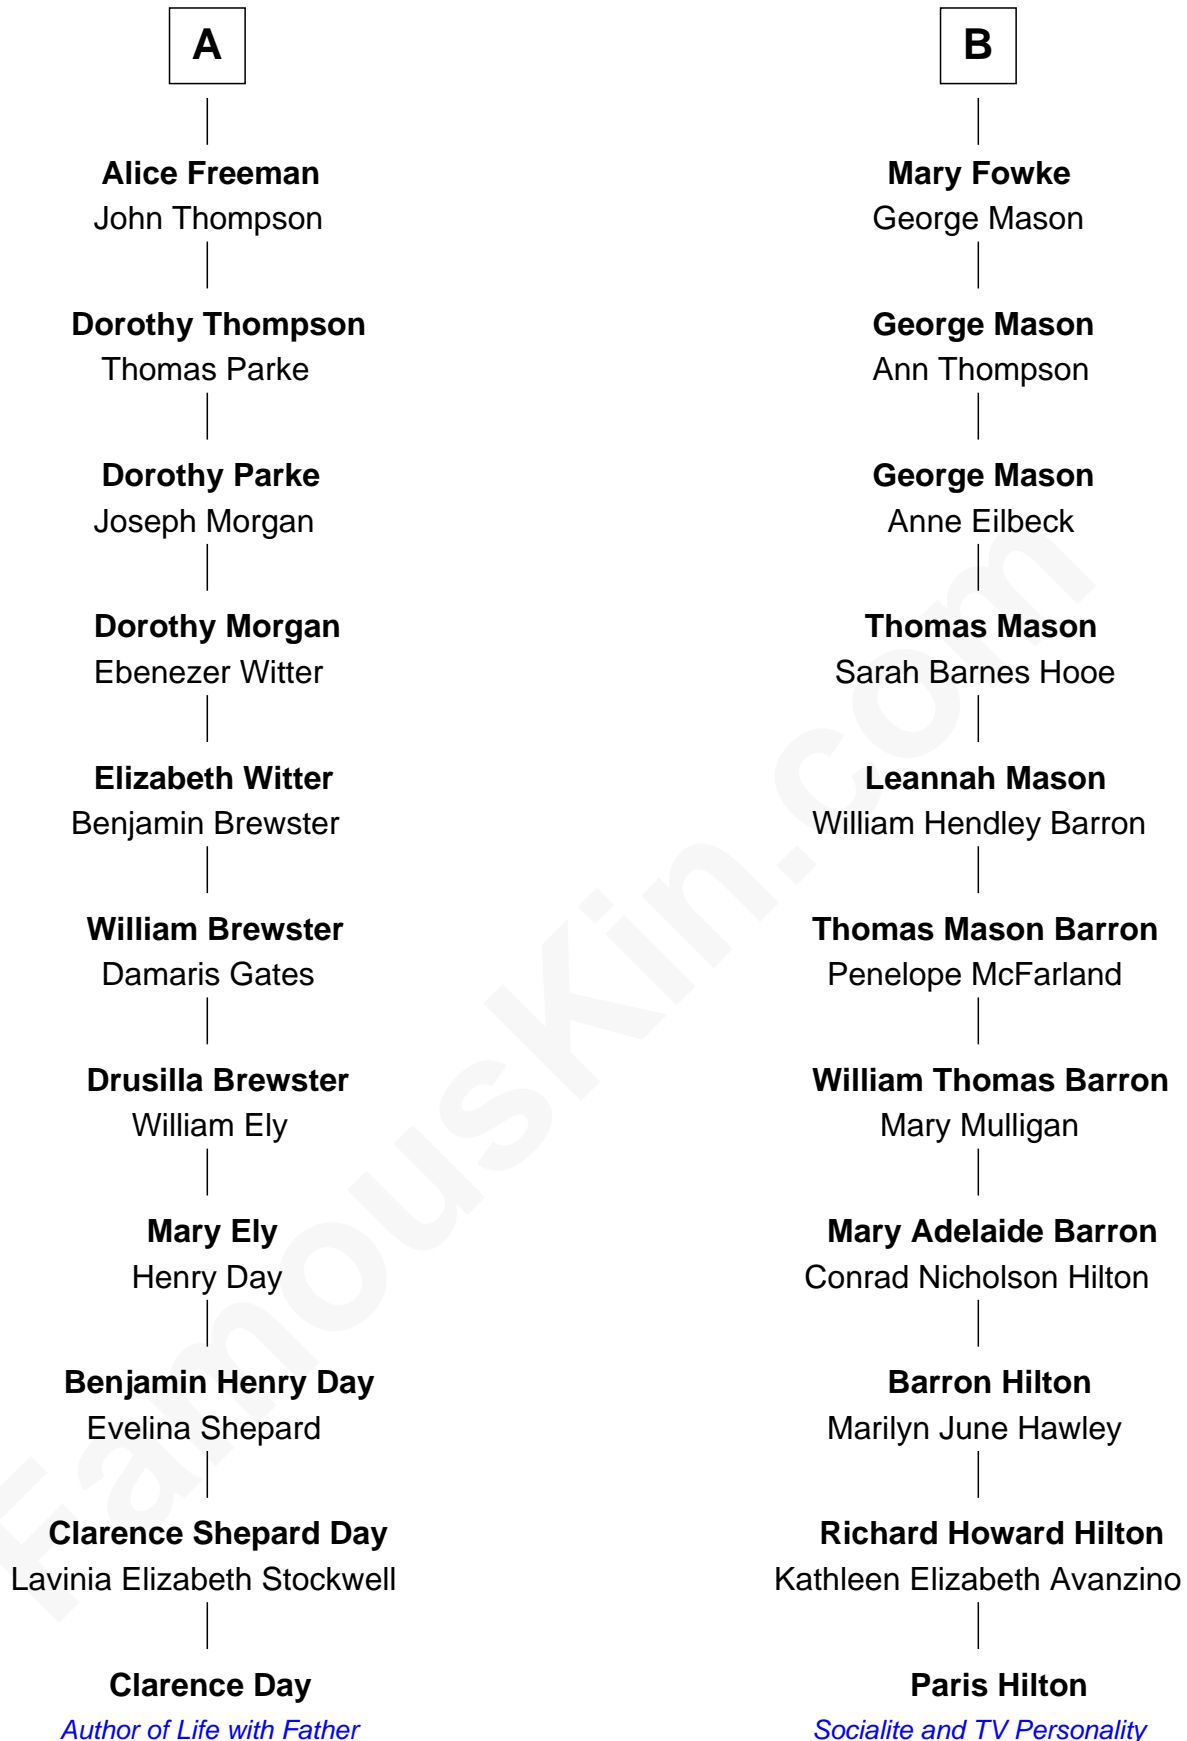 A
Alice Freeman
John Thompson
Dorothy Thompson
Thomas Parke
Dorothy Parke
Joseph Morgan
Dorothy Morgan
Ebenezer Witter
Elizabeth Witter
Benjamin Brewster
William Brewster
Damaris Gates
Drusilla Brewster
William Ely
Mary Ely
Henry Day
Benjamin Henry Day
Evelina Shepard
Clarence Shepard Day
Lavinia Elizabeth Stockwell
Clarence Day
Author of Life with Father
B
Mary Fowke
George Mason
George Mason
Ann Thompson
George Mason
Anne Eilbeck
Thomas Mason
Sarah Barnes Hooe
Leannah Mason
William Hendley Barron
Thomas Mason Barron
Penelope McFarland
William Thomas Barron
Mary Mulligan
Mary Adelaide Barron
Conrad Nicholson Hilton
Barron Hilton
Marilyn June Hawley
Richard Howard Hilton
Kathleen Elizabeth Avanzino
Paris Hilton
Socialite and TV Personality
FamousKin.com